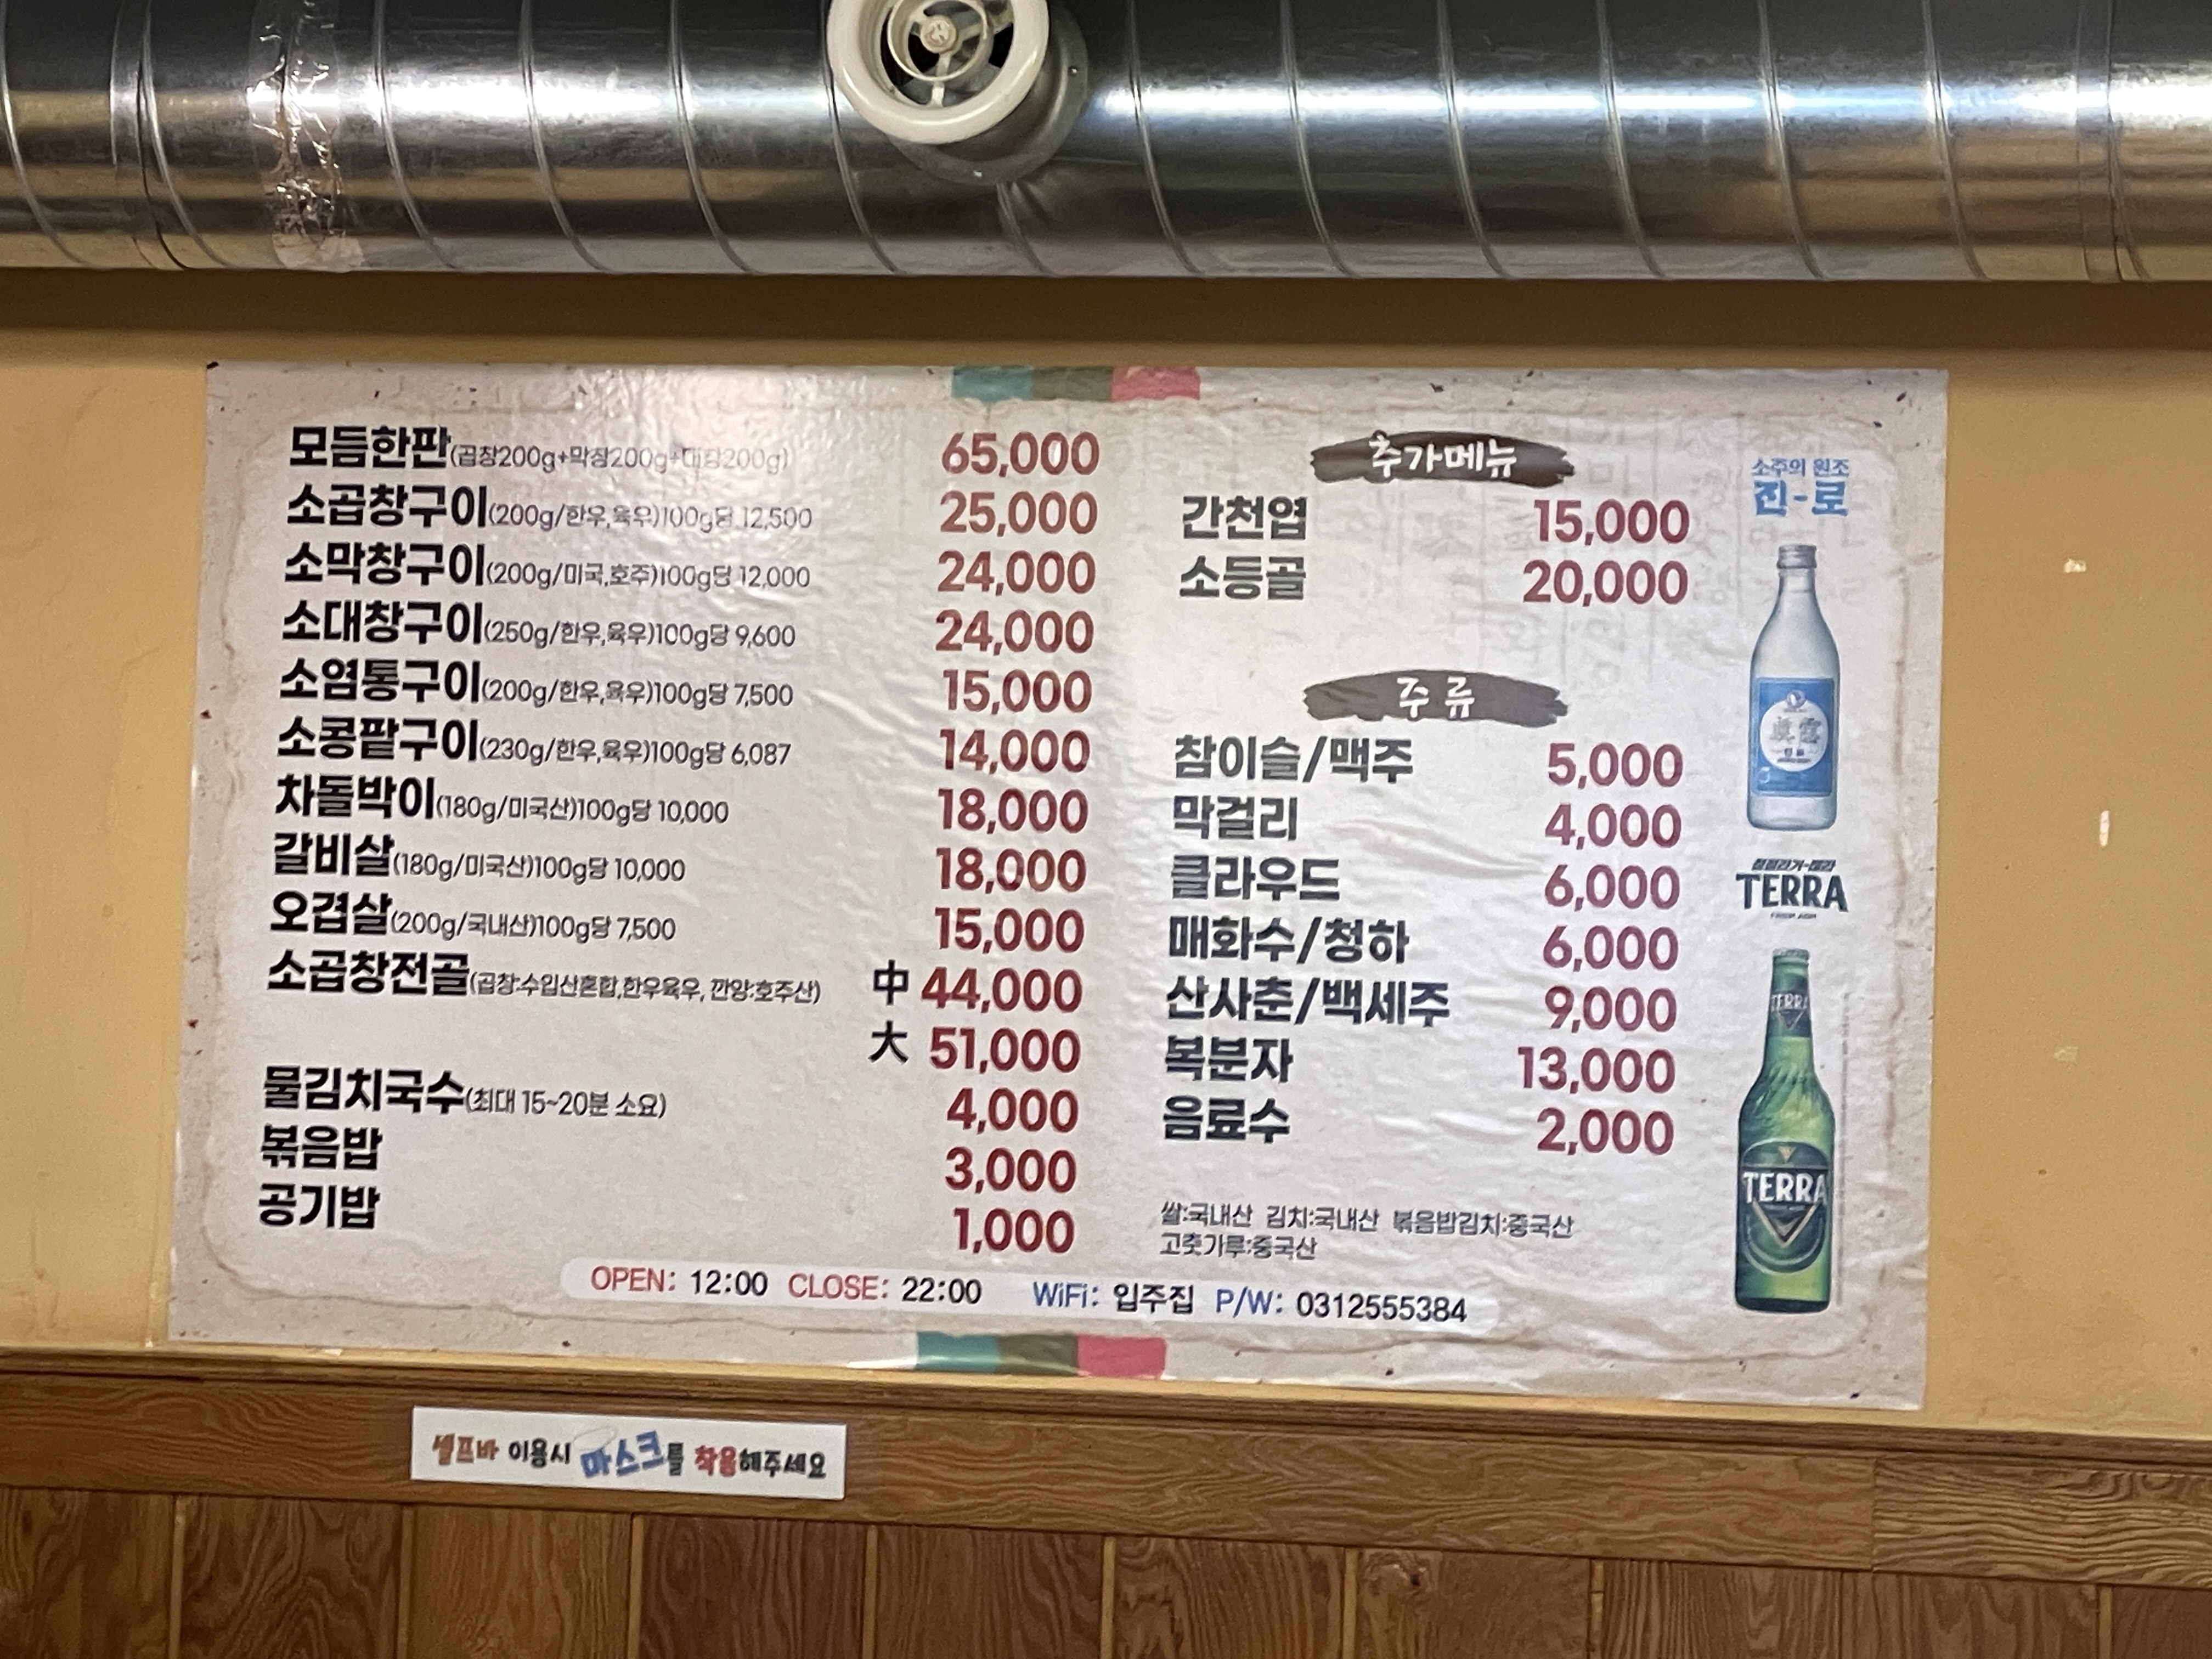 모듬한판(곱창200g+막창200g+대창200g) 65,000
소곱창구이(200g/한우,육우)100g당 12,500 25,000
소막창구이(200g/미국,호주)100g당 12,000 24,000
소대창구이(250g/한우,육우)100g당 9,600 24,000
소염통구이(200g/한우,육우)100g당 7,500 15,000
소콩팥구이(230g/한우,육우)100g당 6,087 14,000
차돌박이(180g/미국산)100g당 10,000 18,000
갈비살(180g/미국산)100g당 10,000 18,000
오겹살(200g/국내산)100g당 7,500 15,000
소곱창전골(곱창:수입산혼합,한우육우, 깐양:호주산) 中 44,000
大 51,000
물김치국수(최대 15~20분 소요) 4,000
볶음밥 3,000
공기밥 1,000
추가메뉴
간천엽 15,000
소등골 20,000
주류
참이슬/맥주 5,000
막걸리 4,000
클라우드 6,000
매화수/청하 6,000
산사춘/백세주 9,000
복분자 13,000
음료수 2,000
쌀:국내산 김치:국내산 볶음밥김치:중국산
고춧가루:중국산
소주의 원조
진-로
眞露
TERRA
TERRA
TERRA
OPEN: 12:00 CLOSE: 22:00 WiFi: 입주집 P/W: 0312555384
셀프바 이용시 마스크를 착용해주세요